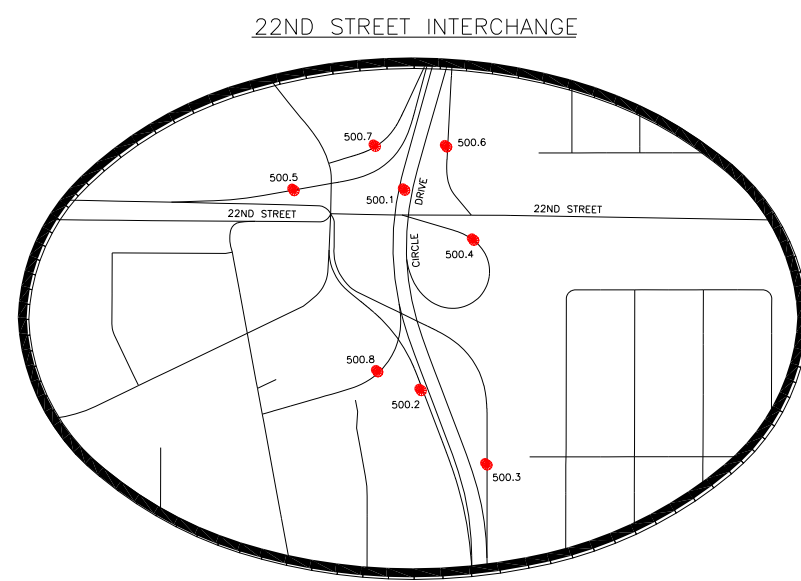 22ND STREET INTERCHANGE
500.7
500.6
500.5
500.1
DRIVE
22ND STREET
22ND STREET
CIRCLE
500.4
500.8
500.2
500.3